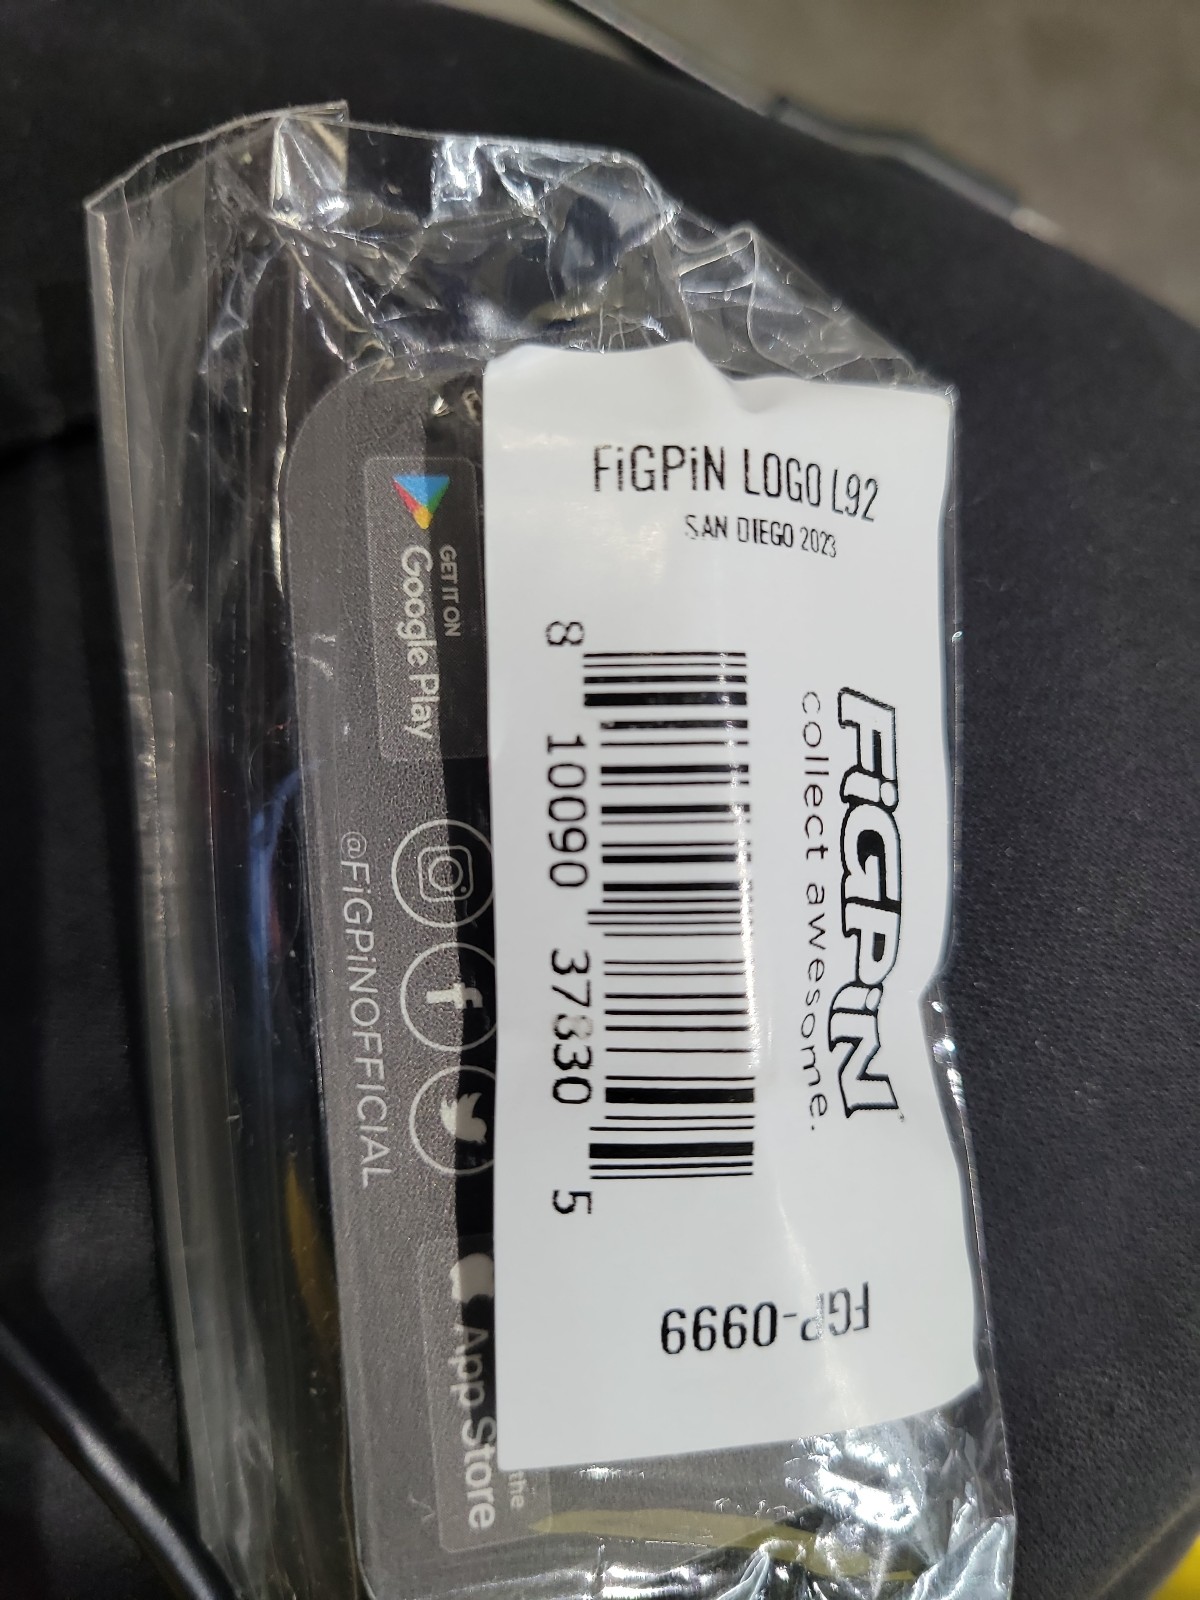 FiGPiN LOGO L92
SAN DIEGO 2023
FiGPiN
collect awesome.
8 10090 37830 5
FGP-0999
GET IT ON
Google Play
@FiGPiNOFFICIAL
the
App Store